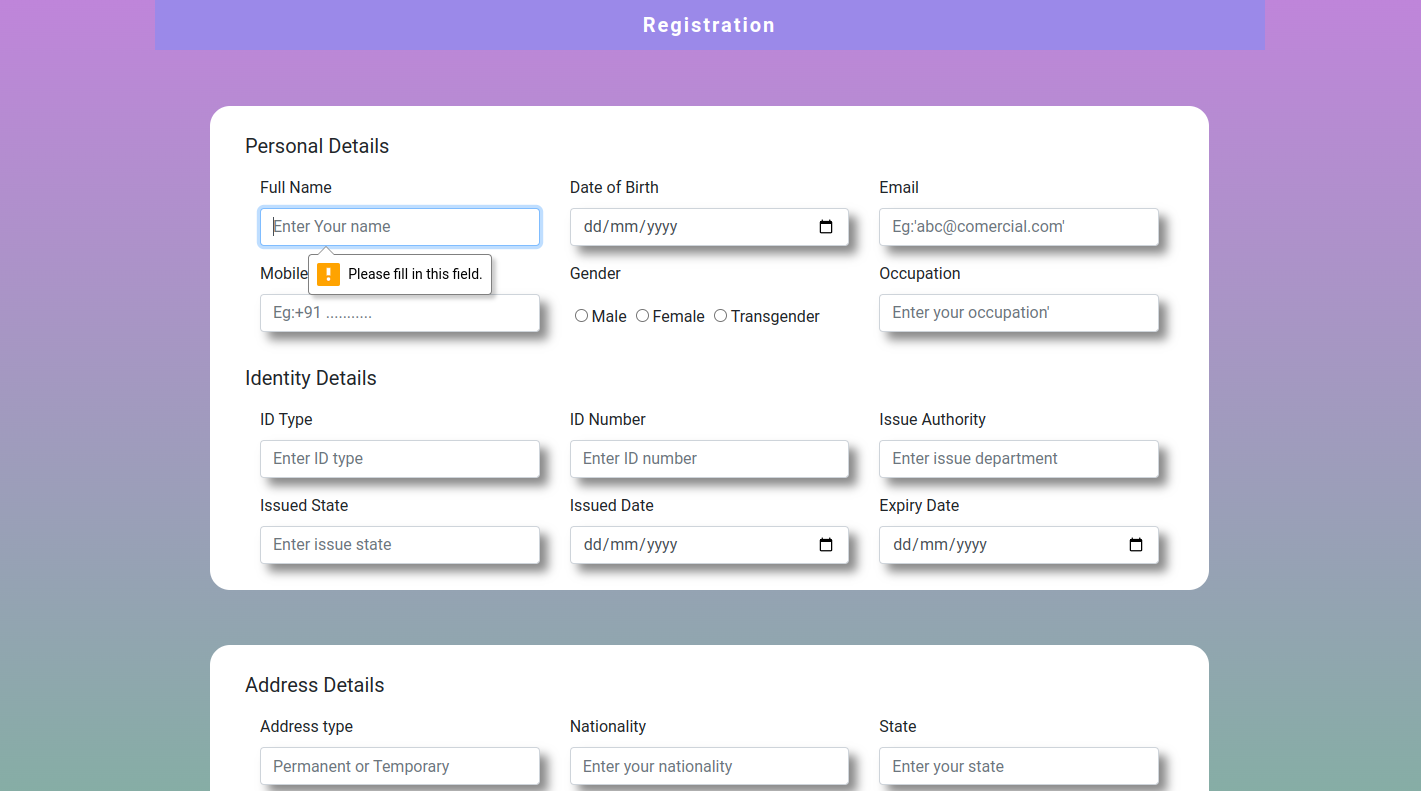 Registration
Personal Details
Full Name Date of Birth Email
Enter Your name dd/mm/yyyy Eg:'abc@comercial.com'
Please fill in this field.
Mobile Gender Occupation
Eg:+91 ........... Male Female Transgender Enter your occupation'
Identity Details
ID Type ID Number Issue Authority
Enter ID type Enter ID number Enter issue department
Issued State Issued Date Expiry Date
Enter issue state dd/mm/yyyy dd/mm/yyyy
Address Details
Address type Nationality State
Permanent or Temporary Enter your nationality Enter your state